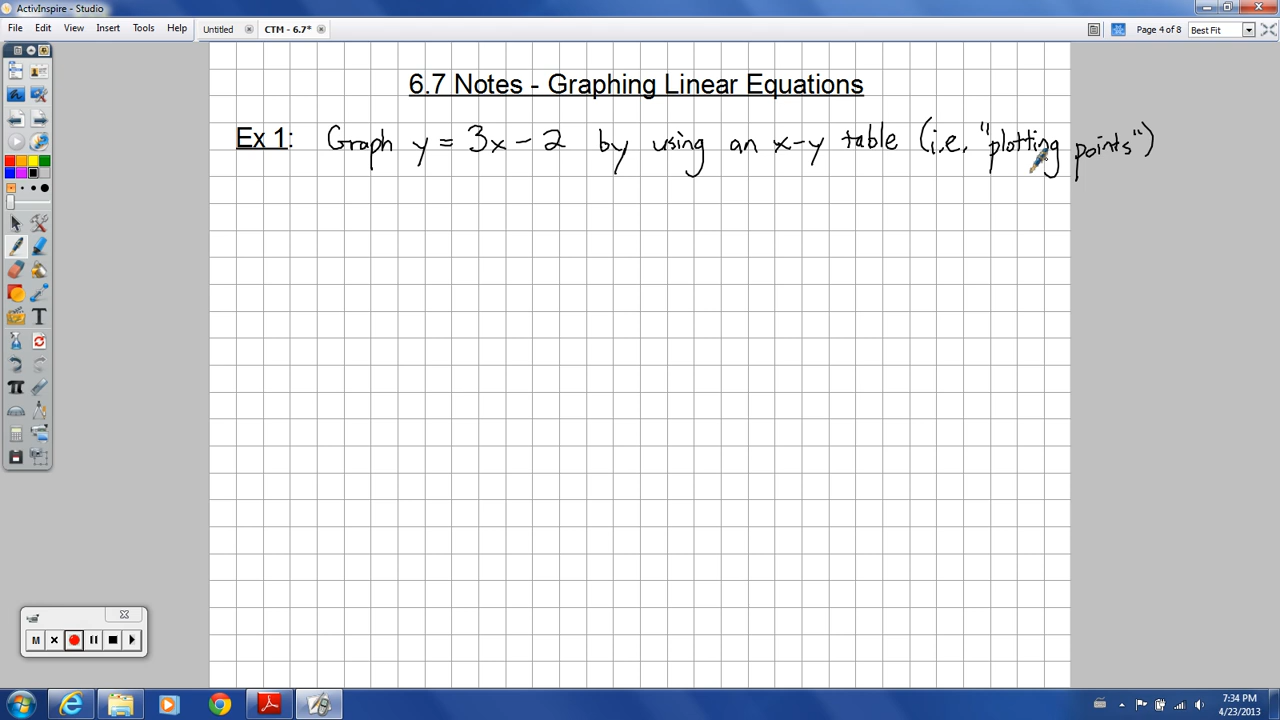 ActivInspire - Studio
File Edit View Insert Tools Help
Untitled
CTM - 6.7*
Page 4 of 8
Best Fit
6.7 Notes - Graphing Linear Equations
Ex 1: Graph y = 3x - 2 by using an x-y table (i.e. "plotting points")
T
M
7:34 PM
4/23/2013